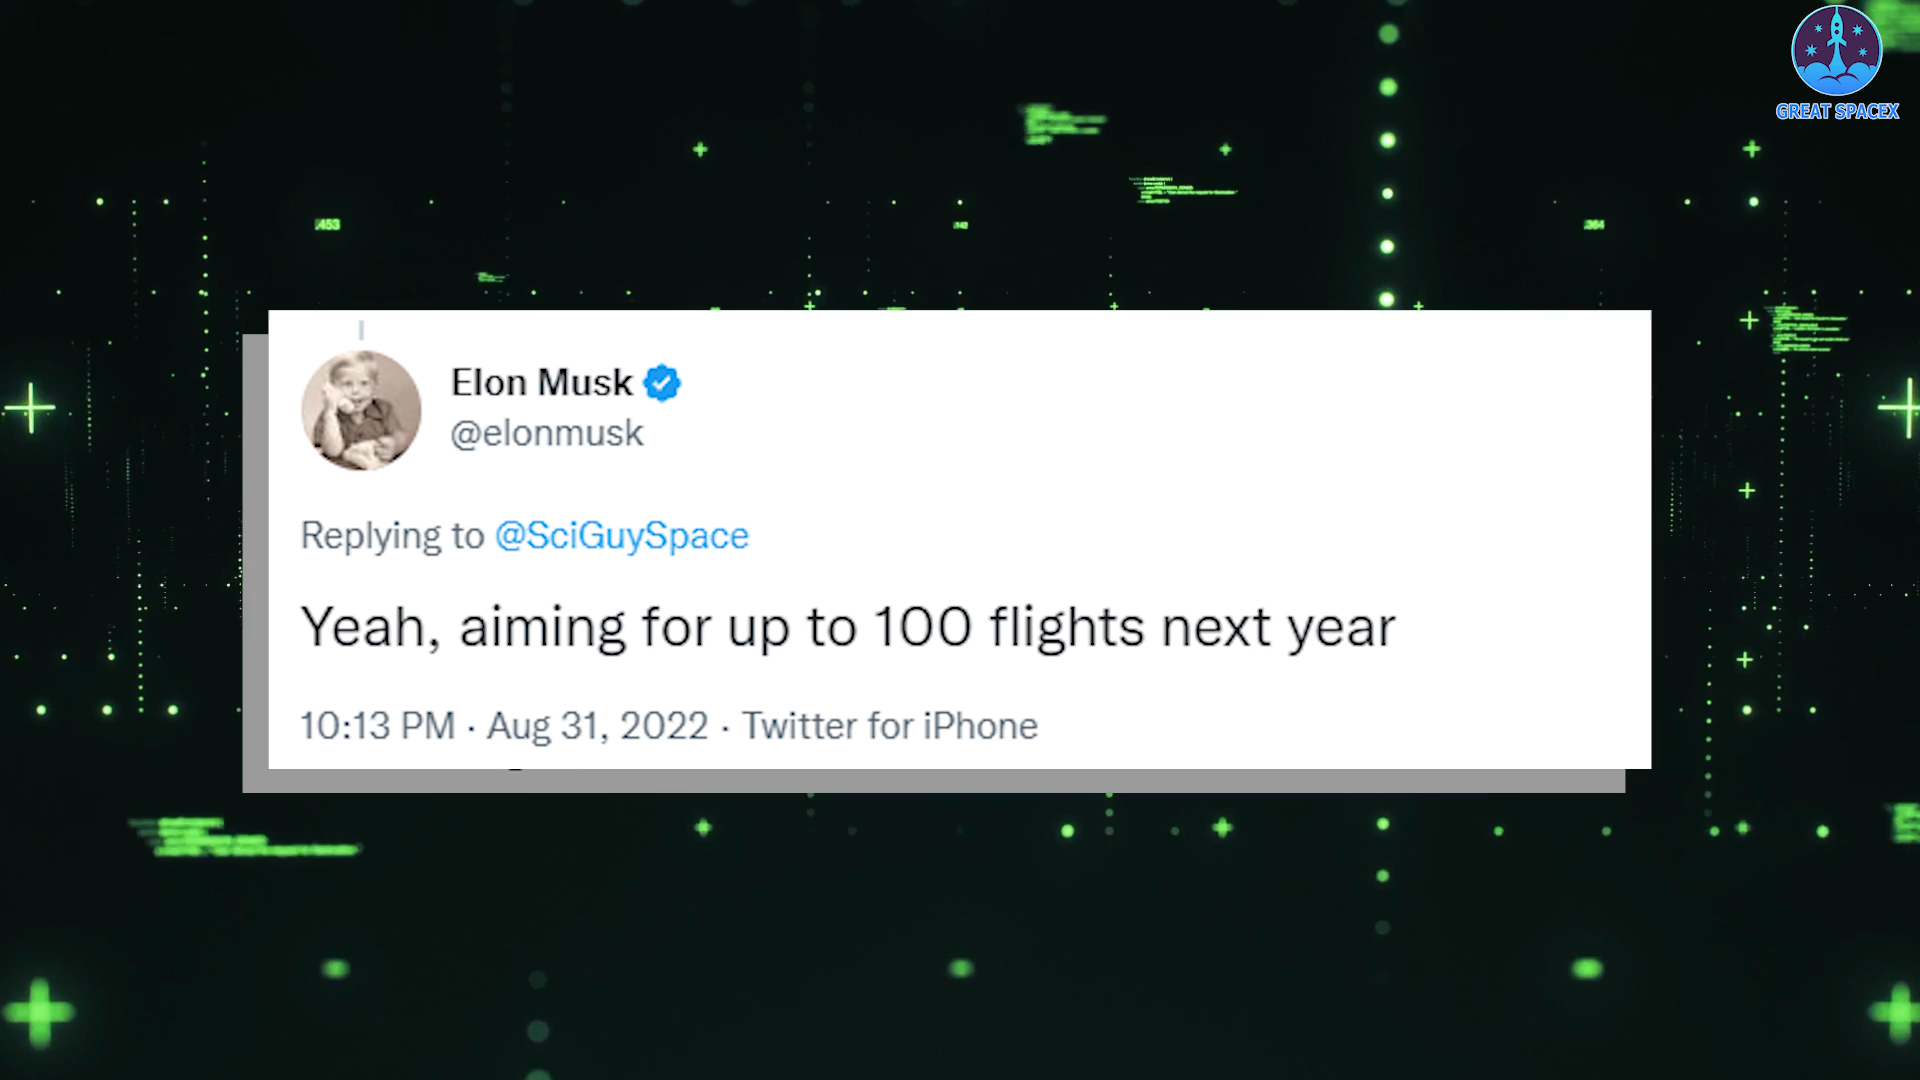 GREAT SPACEX
.453
Elon Musk
@elonmusk
Replying to @SciGuySpace
Yeah, aiming for up to 100 flights next year
10:13 PM · Aug 31, 2022 · Twitter for iPhone